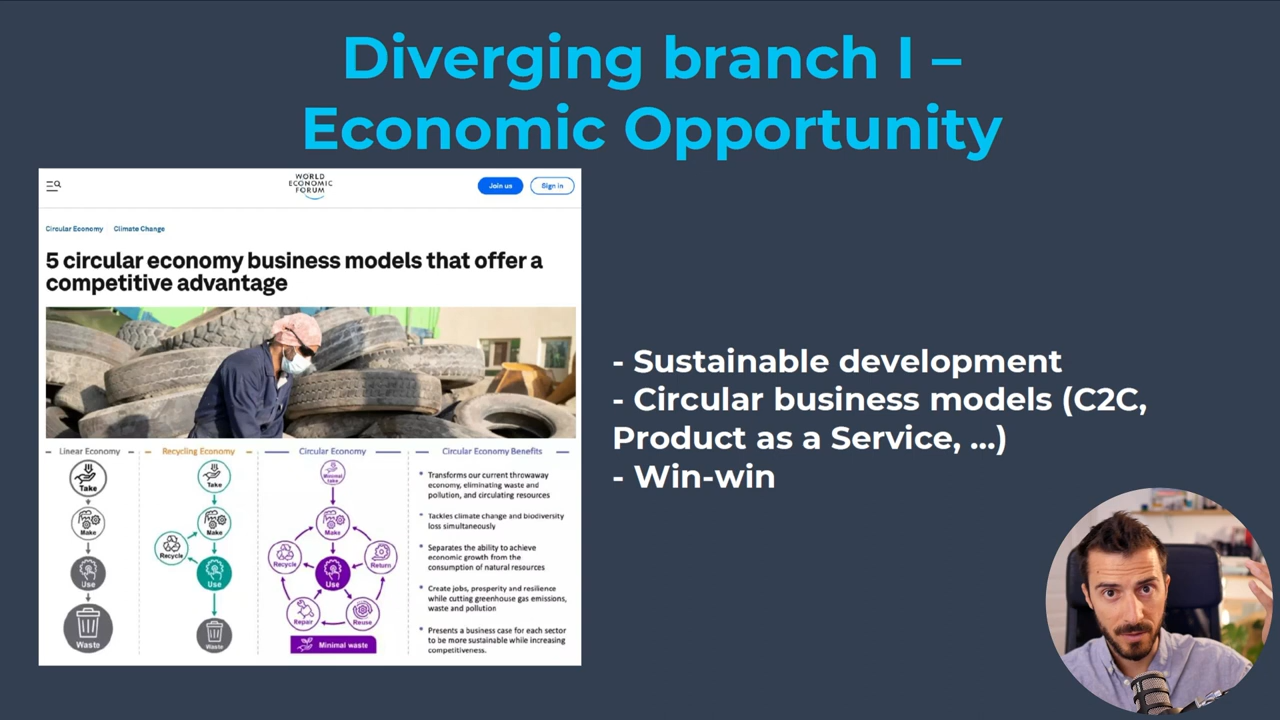 Diverging branch I –
Economic Opportunity
WORLD
ECONOMIC
FORUM
Join us
Sign in
Circular Economy
Climate Change
5 circular economy business models that offer a
competitive advantage
Linear Economy
Take
Make
Use
Waste
Recycling Economy
Take
Make
Recycle
Use
Waste
Circular Economy
Minimal
take
Make
Recycle
Return
Use
Repair
Reuse
Minimal waste
Circular Economy Benefits
* Transforms our current throwaway
economy, eliminating waste and
pollution, and circulating resources
* Tackles climate change and biodiversity
loss simultaneously
* Separates the ability to achieve
economic growth from the
consumption of natural resources
* Create jobs, prosperity and resilience
while cutting greenhouse gas emissions,
waste and pollution
* Presents a business case for each sector
to be more sustainable while increasing
competitiveness.
- Sustainable development
- Circular business models (C2C,
Product as a Service, ...)
- Win-win